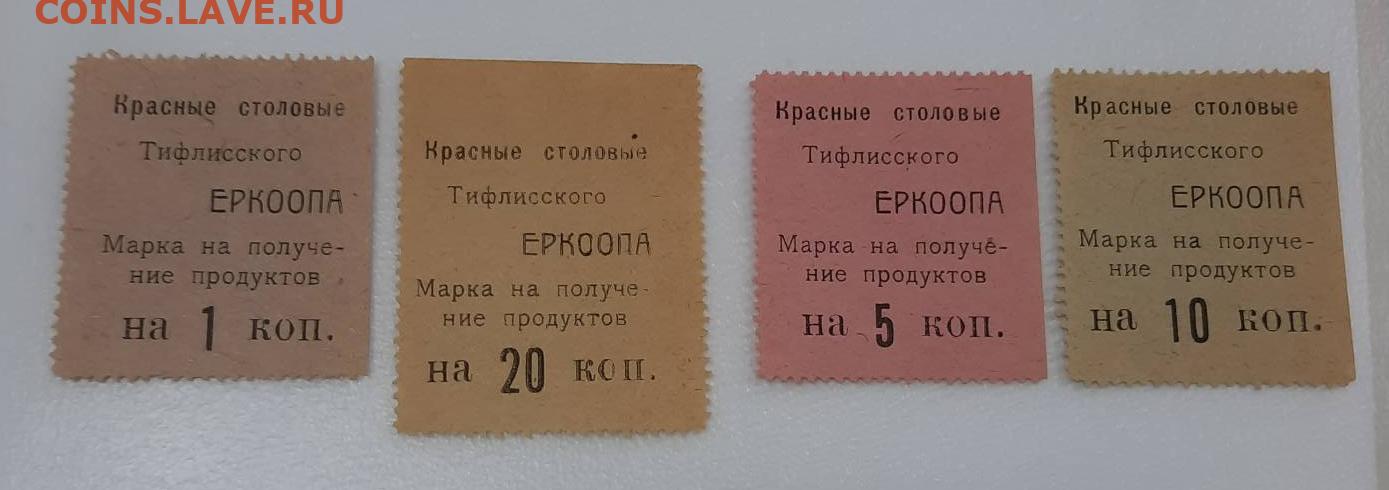 COINS.LAVE.RU
Красные столовые
Тифлисского
ЕРКООПА
Марка на получе-
ние продуктов
на 1 коп.
Красные столовые
Тифлисского
ЕРКООПА
Марка на получе-
ние продуктов
на 20 коп.
Красные столовые
Тифлисского
ЕРКООПА
Марка на получе-
ние продуктов
на 5 коп.
Красные столовые
Тифлисского
ЕРКООПА
Марка на получе-
ние продуктов
на 10 коп.